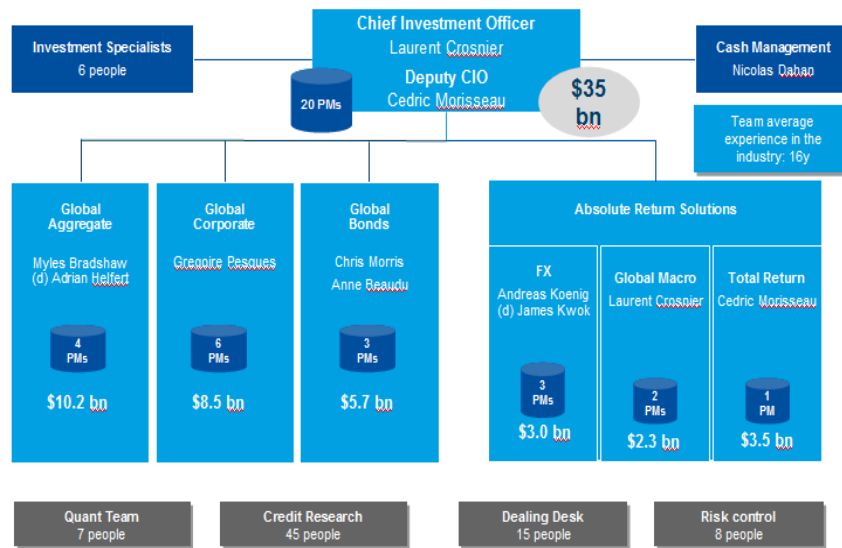 Chief Investment Officer
Laurent Crosnier
Deputy CIO
Cedric Morisseau
Investment Specialists
6 people
Cash Management
Nicolas Dahan
20 PMs
$35
bn
Team average
experience in the
industry: 16y
Global
Aggregate
Myles Bradshaw
(d) Adrian Helfert
4
PMs
$10.2 bn
Global
Corporate
Gregoire Pesques
6
PMs
$8.5 bn
Global
Bonds
Chris Morris
Anne Beaudu
3
PMs
$5.7 bn
Absolute Return Solutions
FX
Andreas Koenig
(d) James Kwok
3
PMs
$3.0 bn
Global Macro
Laurent Crosnier
2
PMs
$2.3 bn
Total Return
Cedric Morisseau
1
PM
$3.5 bn
Quant Team
7 people
Credit Research
45 people
Dealing Desk
15 people
Risk control
8 people